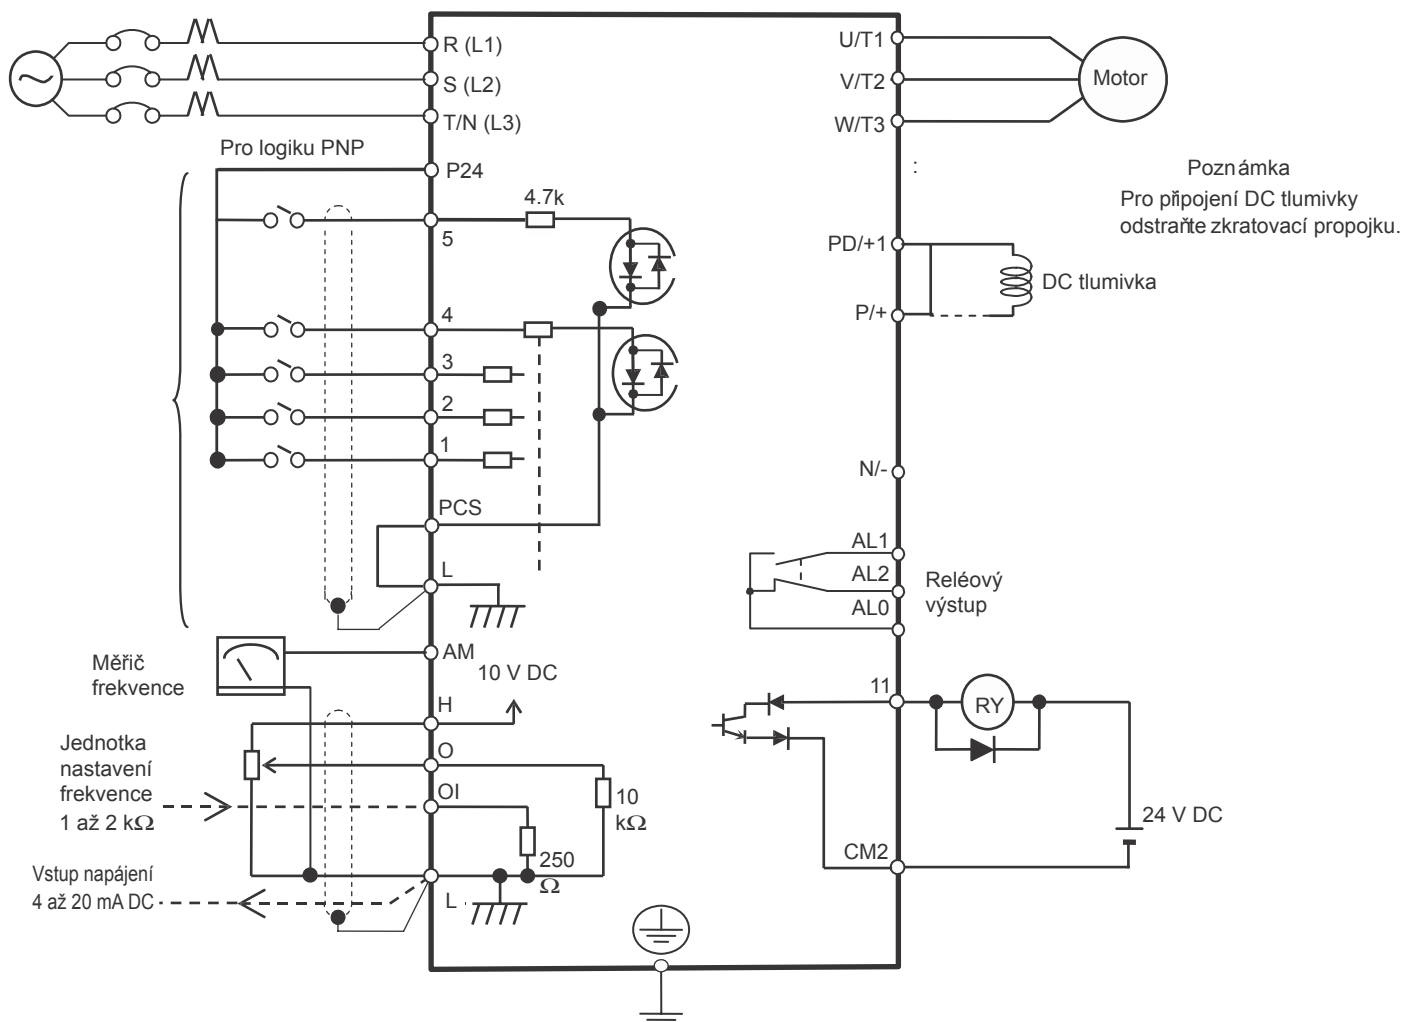 R (L1)
S (L2)
T/N (L3)
Pro logiku PNP
P24
5
4.7k
4
3
2
1
PCS
L
Měřič
frekvence
AM
10 V DC
H
Jednotka
nastavení
frekvence
1 až 2 kΩ
O
OI
10
kΩ
250
Ω
Vstup napájení
4 až 20 mA DC
L
U/T1
V/T2
W/T3
Motor
:
Poznámka
Pro připojení DC tlumivky
odstraňte zkratovací propojku.
PD/+1
DC tlumivka
P/+
N/-
AL1
AL2
AL0
Reléový
výstup
11
RY
24 V DC
CM2